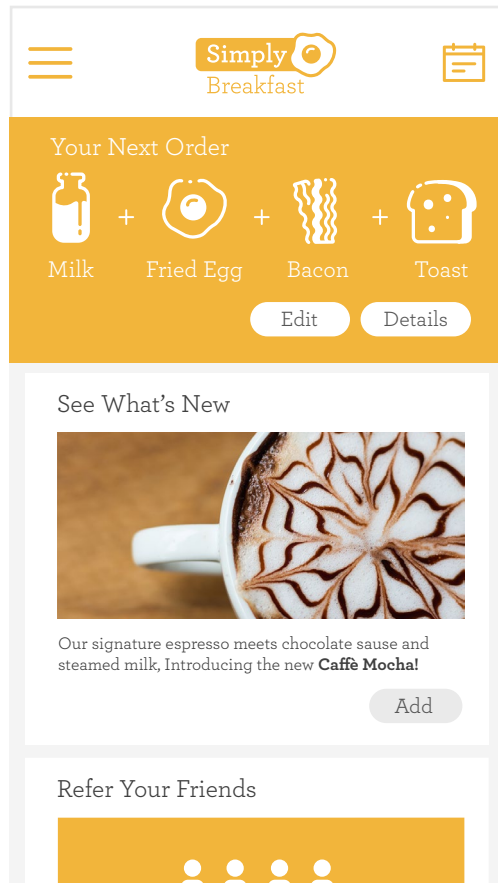 Simply
Breakfast
Your Next Order
+ + +
Milk Fried Egg Bacon Toast
Edit Details
See What's New
Our signature espresso meets chocolate sause and
steamed milk, Introducing the new Caffè Mocha!
Add
Refer Your Friends